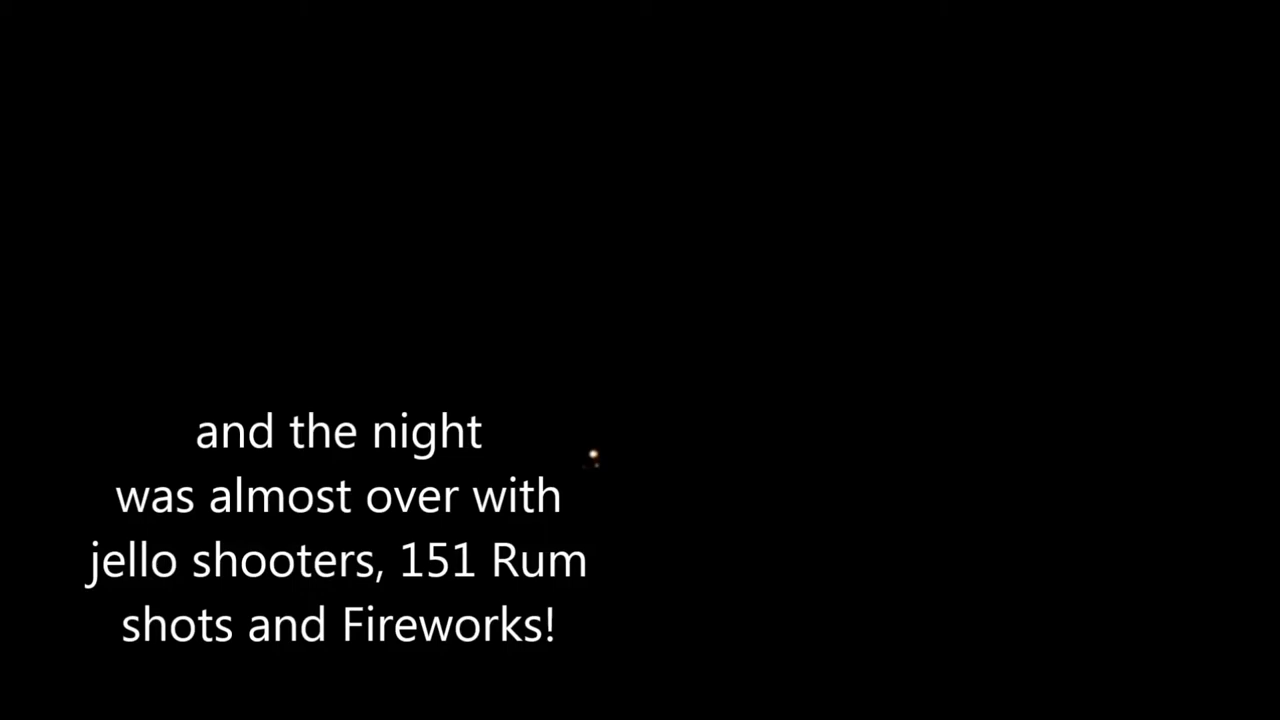 and the night
was almost over with
jello shooters, 151 Rum
shots and Fireworks!